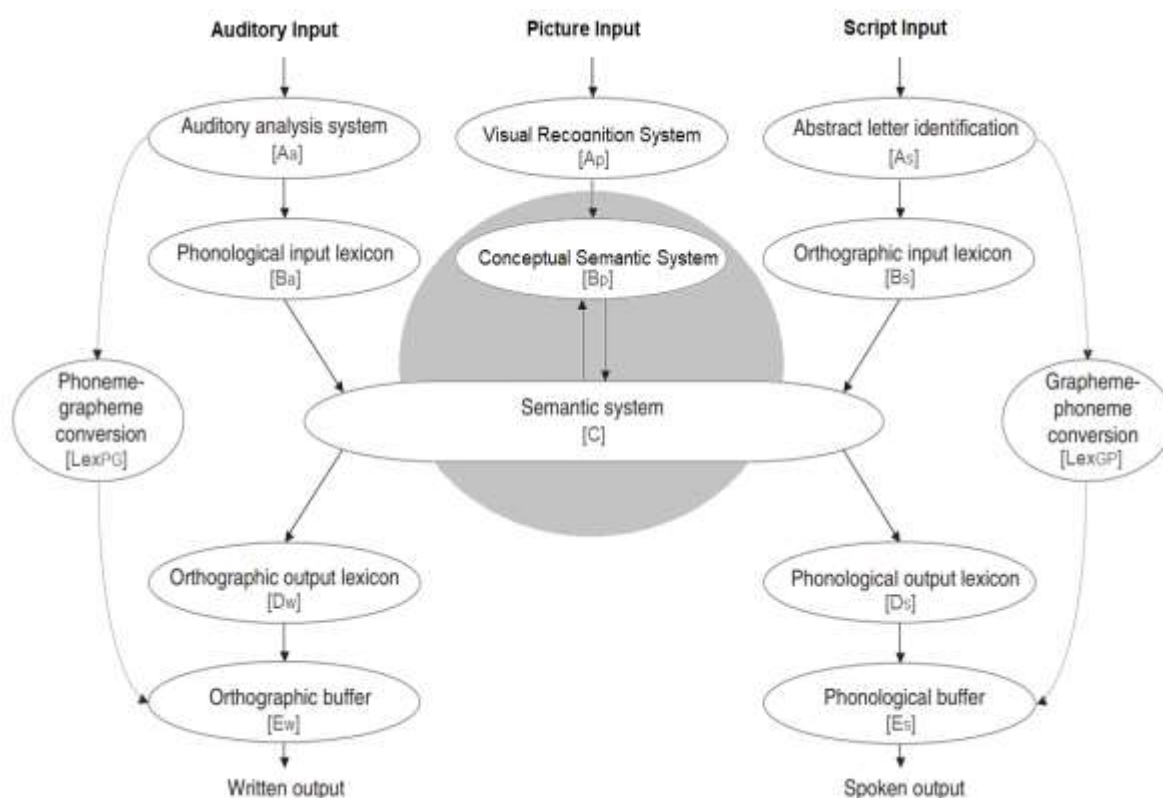 Auditory Input
Picture Input
Script Input
Auditory analysis system
[Aa]
Visual Recognition System
[Ap]
Abstract letter identification
[As]
Phonological input lexicon
[Ba]
Conceptual Semantic System
[Bp]
Orthographic input lexicon
[Bs]
Phoneme-
grapheme
conversion
[LexPG]
Semantic system
[C]
Grapheme-
phoneme
conversion
[LexGP]
Orthographic output lexicon
[Dw]
Phonological output lexicon
[Ds]
Orthographic buffer
[Ew]
Phonological buffer
[Es]
Written output
Spoken output